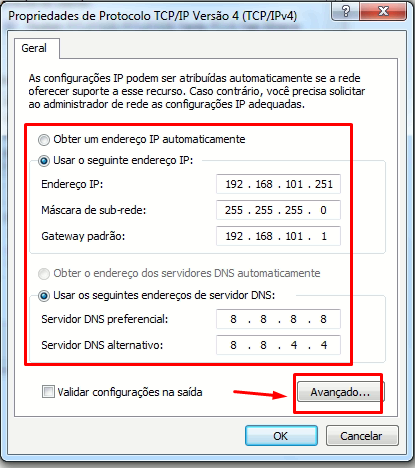 Propriedades de Protocolo TCP/IP Versão 4 (TCP/IPv4)
Geral
As configurações IP podem ser atribuídas automaticamente se a rede
oferecer suporte a esse recurso. Caso contrário, você precisa solicitar
ao administrador de rede as configurações IP adequadas.
Obter um endereço IP automaticamente
Usar o seguinte endereço IP:
Endereço IP: 192 . 168 . 101 . 251
Máscara de sub-rede: 255 . 255 . 255 . 0
Gateway padrão: 192 . 168 . 101 . 1
Obter o endereço dos servidores DNS automaticamente
Usar os seguintes endereços de servidor DNS:
Servidor DNS preferencial: 8 . 8 . 8 . 8
Servidor DNS alternativo: 8 . 8 . 4 . 4
Validar configurações na saída Avançado...
OK Cancelar